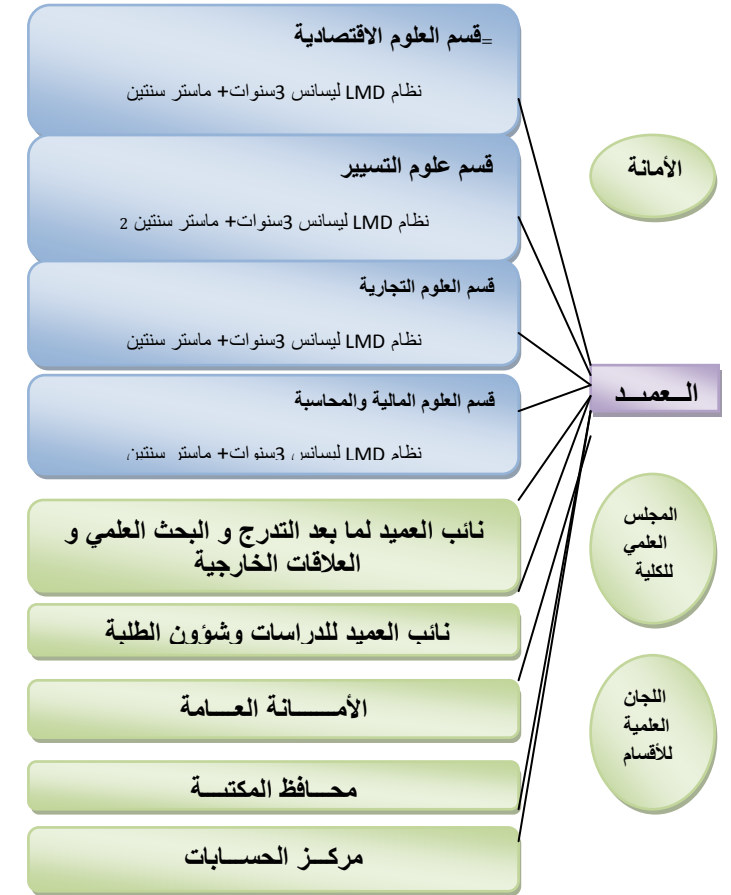 =قسم العلوم الاقتصادية
نظام LMD ليسانس 3سنوات+ ماستر سنتين
الأمانة
قسم علوم التسيير
نظام LMD ليسانس 3سنوات+ ماستر سنتين 2
قسم العلوم التجارية
نظام LMD ليسانس 3سنوات+ ماستر سنتين
الــعميــد
قسم العلوم المالية والمحاسبة
نظام LMD ليسانس 3سنوات+ ماستر سنتين
المجلس
العلمي
للكلية
نائب العميد لما بعد التدرج و البحث العلمي و
العلاقات الخارجية
نائب العميد للدراسات وشؤون الطلبة
اللجان
العلمية
للأقسام
الأمــــــانة العــــامة
محـــافظ المكتبـــة
مركـــز الحســـابات